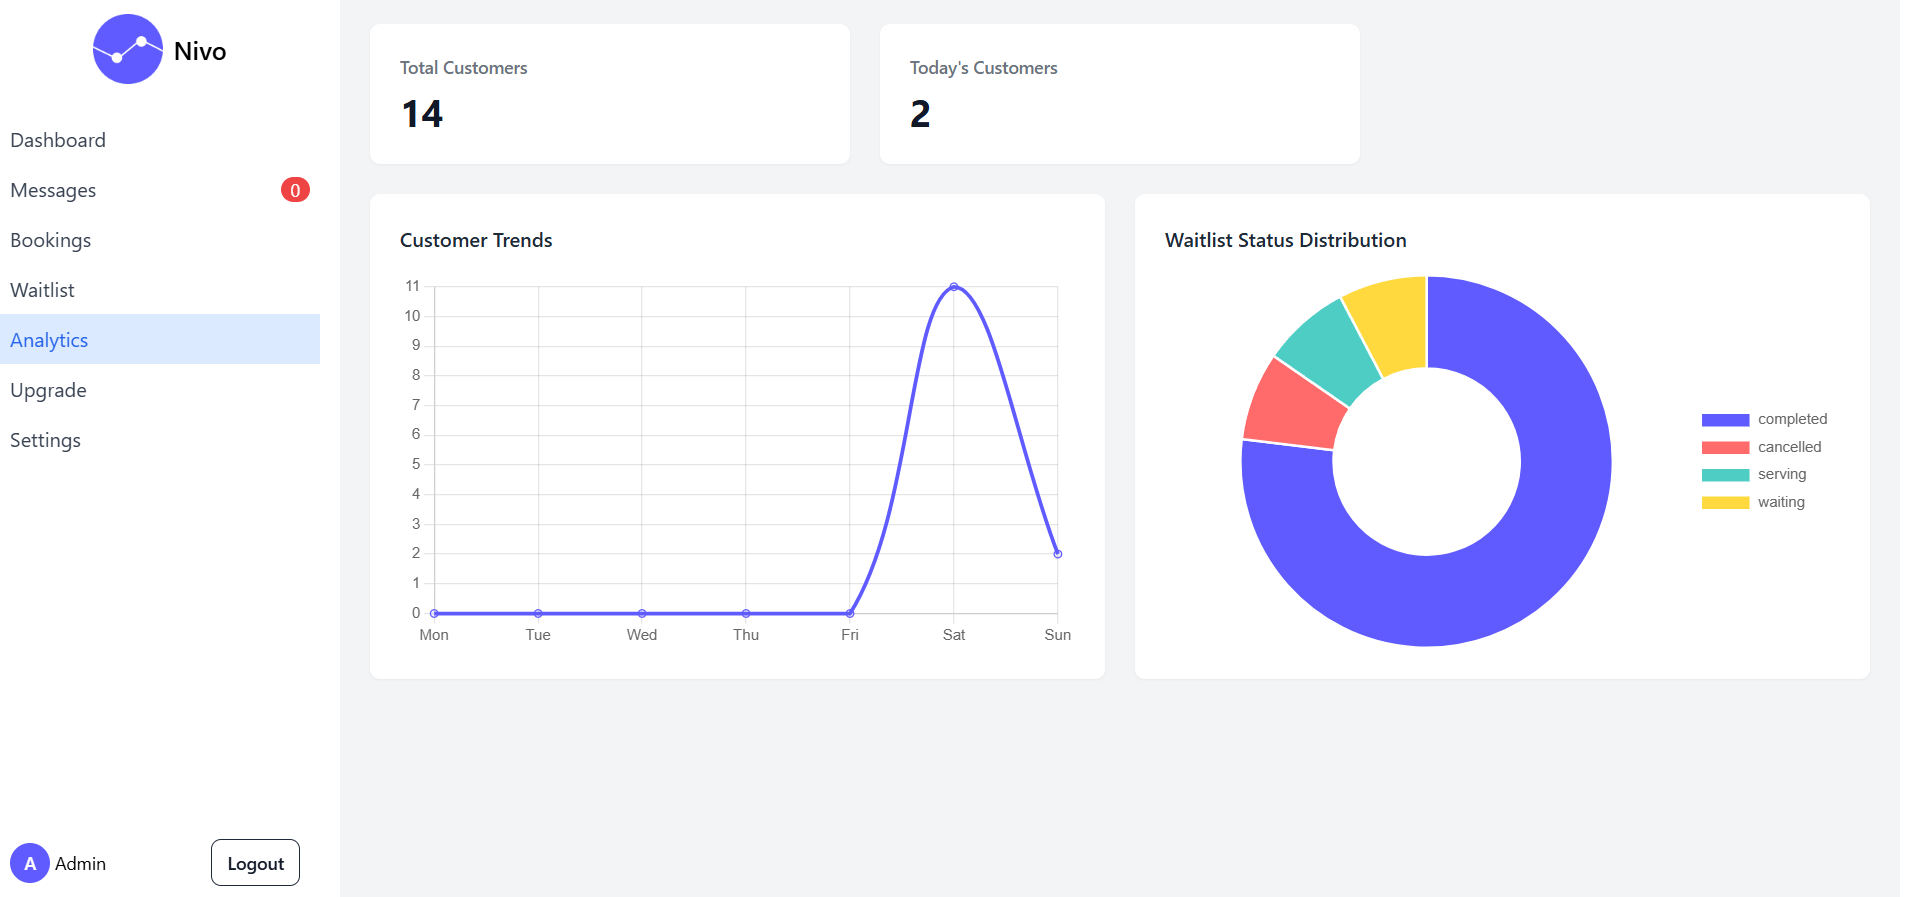 Nivo
Dashboard
Messages 0
Bookings
Waitlist
Analytics
Upgrade
Settings
A Admin Logout
Total Customers
14
Today's Customers
2
Customer Trends
11
10
9
8
7
6
5
4
3
2
1
0
Mon Tue Wed Thu Fri Sat Sun
Waitlist Status Distribution
completed
cancelled
serving
waiting